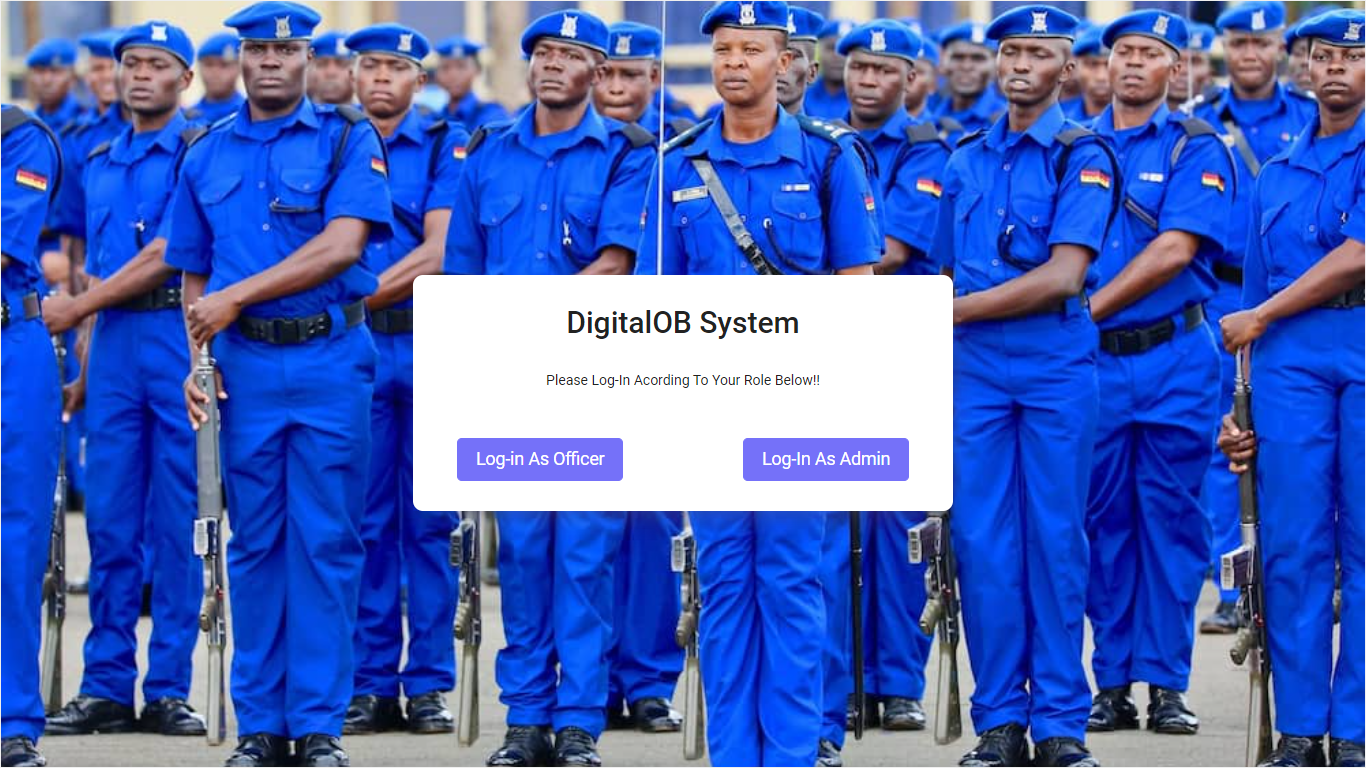 DigitalOB System
Please Log-In Acording To Your Role Below!!
Log-in As Officer
Log-In As Admin